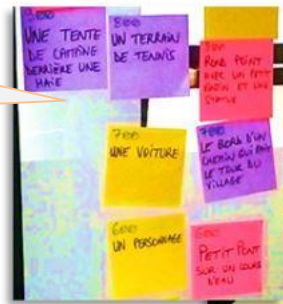 UNE TENTE
DE CAMPING
DERRIÈRE UNE
HAIE
800
UN TERRAIN
DE TENNIS
ROND POINT
AVEC UN PETIT
JARDIN ET UNE
STATUE
700
UNE VOITURE
700
LE BORD D'UN
CHEMIN QUI FAIT
LE TOUR DU
VILLAGE
600
UN PERSONNAGE
600
PETIT PONT
SUR UN COURS
D'EAU